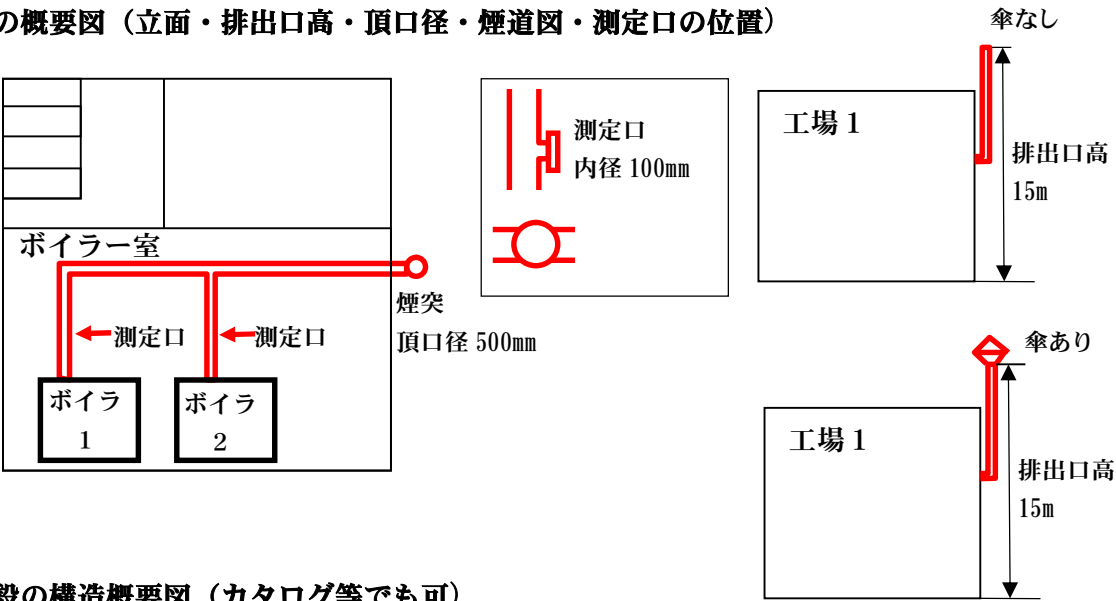 の概要図（立面・排出口高・頂口径・煙道図・測定口の位置）
傘なし
工場１
排出口高
15m
測定口
内径 100mm
ボイラー室
煙突
頂口径 500mm
測定口
測定口
ボイラ
1
ボイラ
2
傘あり
工場１
排出口高
15m
設の構造概要図（カタログ等でも可）